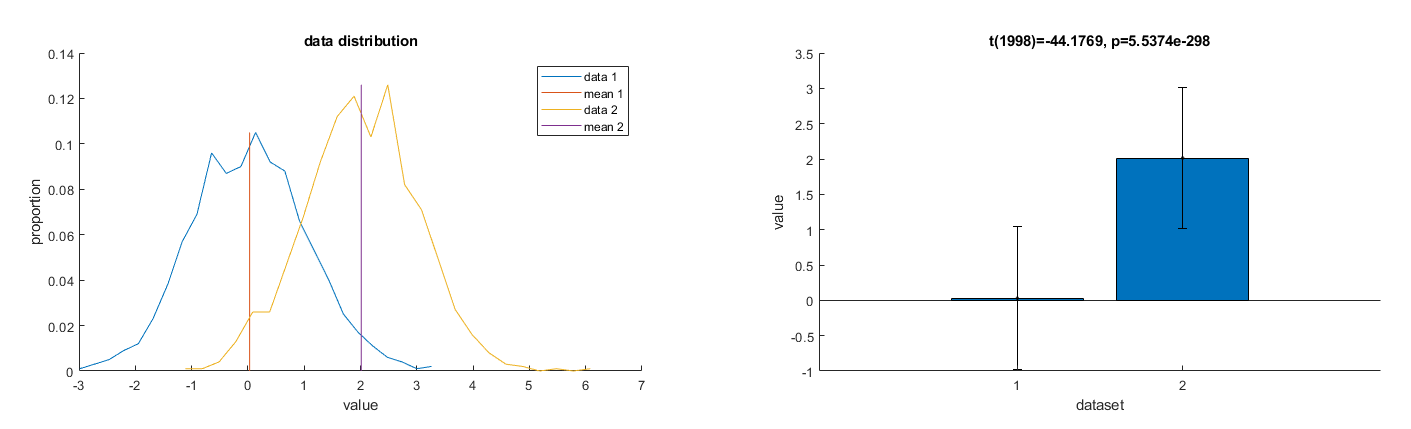 data distribution
0.14
0.12
0.1
0.08
0.06
0.04
0.02
0
proportion
-3 -2 -1 0 1 2 3 4 5 6 7
value
data 1
mean 1
data 2
mean 2
t(1998)=-44.1769, p=5.5374e-298
3.5
3
2.5
2
1.5
1
0.5
0
-0.5
-1
value
1 2
dataset